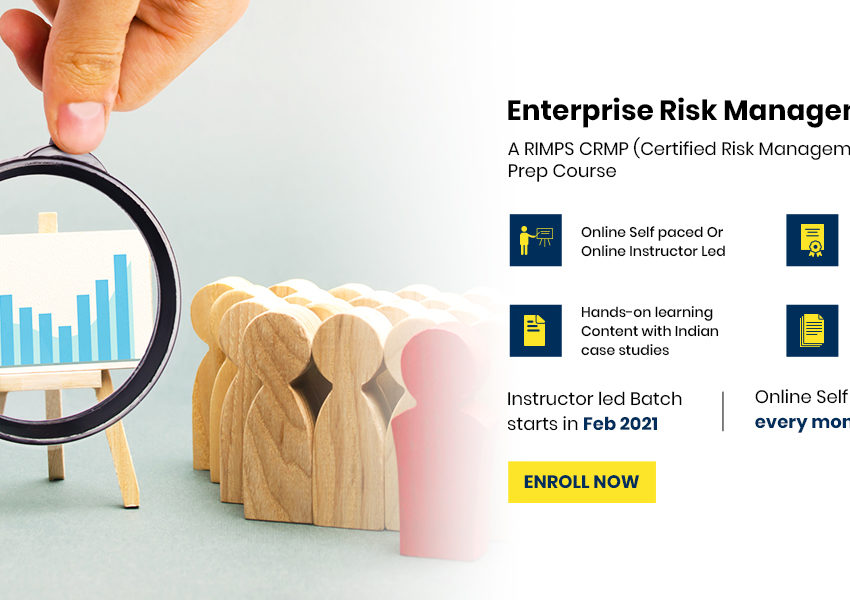 Enterprise Risk Manager
A RIMPS CRMP (Certified Risk Managem
Prep Course
Online Self paced Or
Online Instructor Led
Hands-on learning
Content with Indian
case studies
Instructor led Batch
starts in Feb 2021
Online Self
every mon
ENROLL NOW